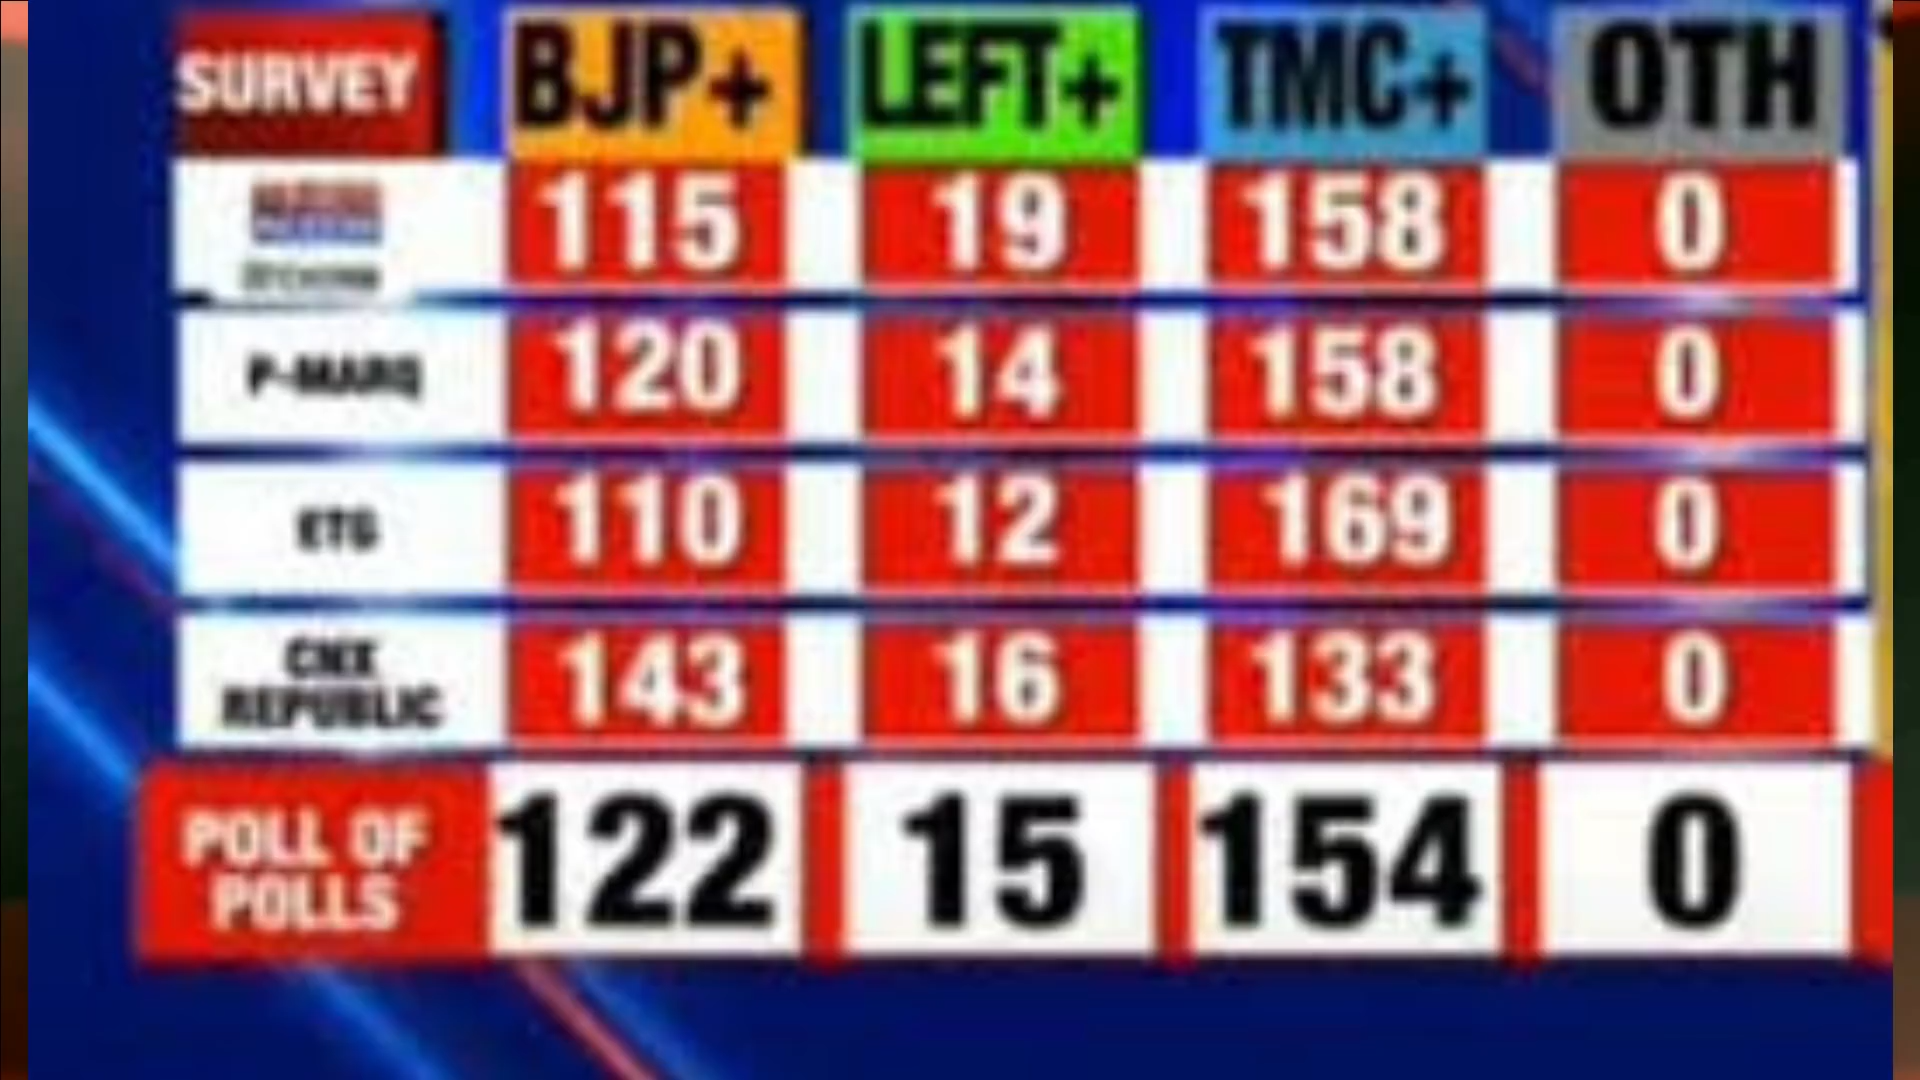 SURVEY BJP+ LEFT+ TMC+ OTH
115 19 158 0
P-MARQ 120 14 158 0
ETG 110 12 169 0
CNX
REPUBLIC 143 16 133 0
POLL OF
POLLS 122 15 154 0